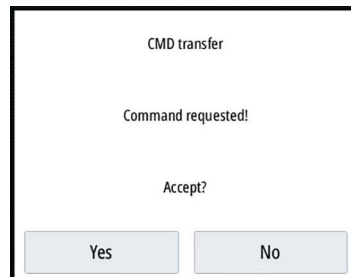 CMD transfer
Command requested!
Accept?
Yes
No